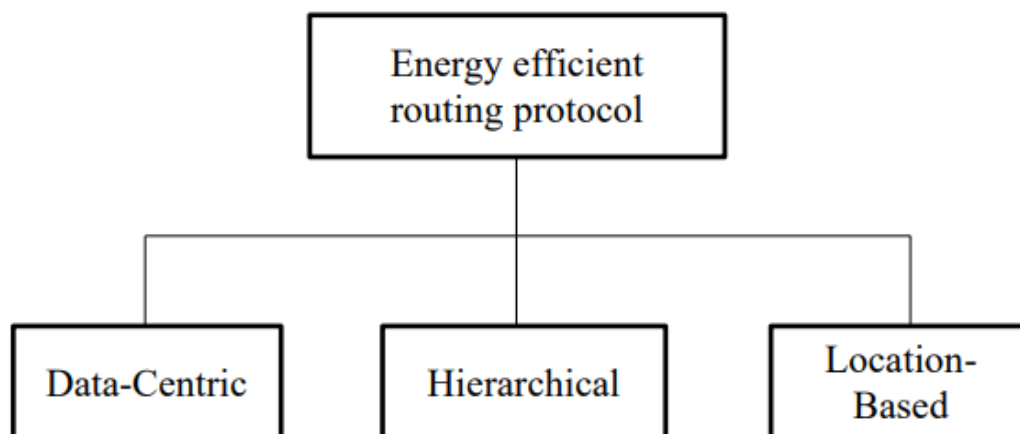 Energy efficient
routing protocol
Data-Centric
Hierarchical
Location-
Based